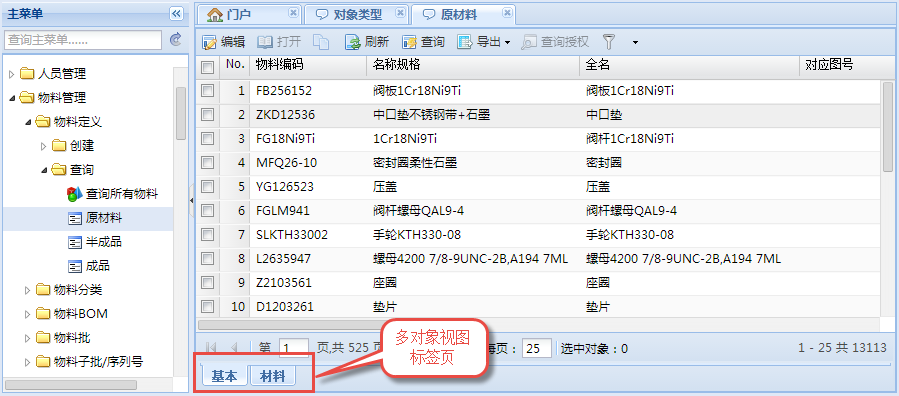 主菜单
查询主菜单......
人员管理
物料管理
物料定义
创建
查询
查询所有物料
原材料
半成品
成品
物料分类
物料BOM
物料批
物料子批/序列号
门户 对象类型 原材料
编辑 打开 刷新 查询 导出 查询授权
No. 物料编码 名称规格 全名 对应图号
1 FB256152 阀板1Cr18Ni9Ti 阀板1Cr18Ni9Ti
2 ZKD12536 中口垫不锈钢带+石墨 中口垫
3 FG18Ni9Ti 1Cr18Ni9Ti 阀杆1Cr18Ni9Ti
4 MFQ26-10 密封圈柔性石墨 密封圈
5 YG126523 压盖 压盖
6 FGLM941 阀杆螺母QAL9-4 阀杆螺母QAL9-4
7 SLKTH33002 手轮KTH330-08 手轮KTH330-08
8 L2635947 螺母4200 7/8-9UNC-2B,A194 7ML 螺母4200 7/8-9UNC-2B,A194 7ML
9 Z2103561 座圈 座圈
10 D1203261 垫片 垫片
第 1 页,共 525 每页：25 选中对象：0 1 - 25 共 13113
多对象视图
标签页
基本 材料